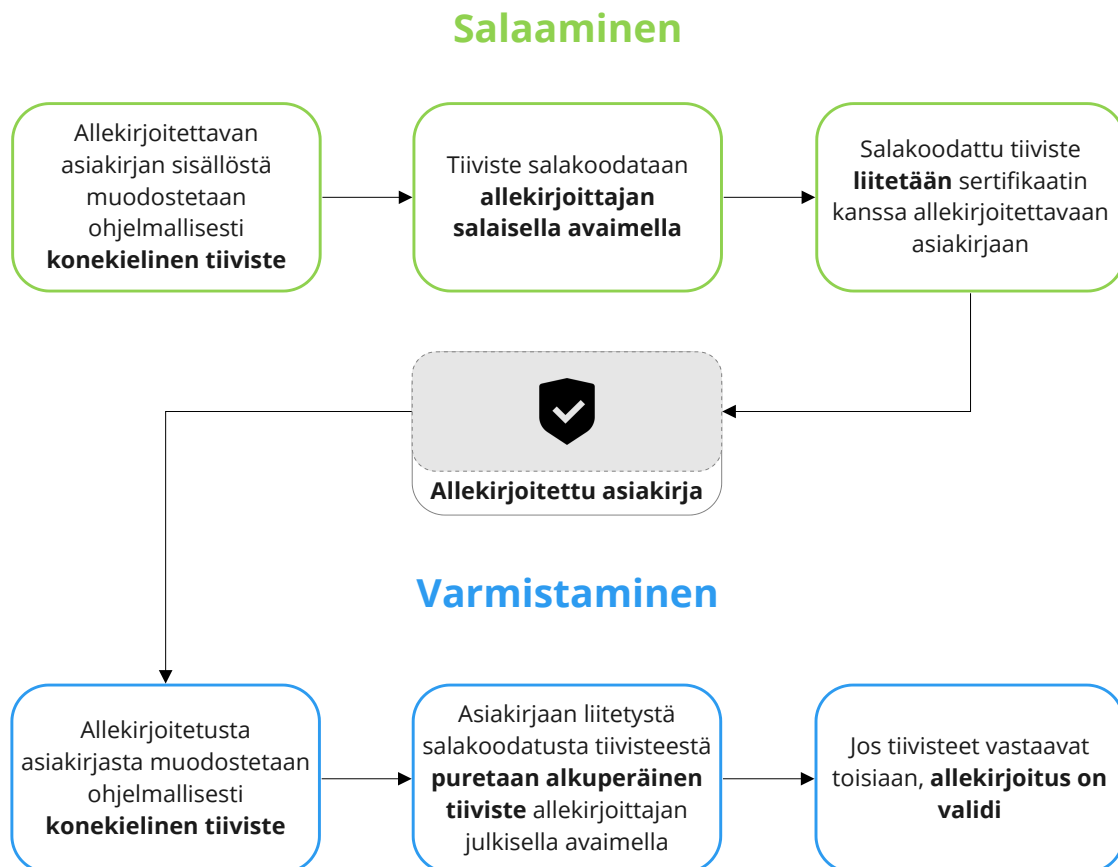 Salaaminen
Allekirjoitettavan
asiakirjan sisällöstä
muodostetaan
ohjelmallisesti
konekielinen tiiviste
Tiiviste salakoodataan
allekirjoittajan
salaisella avaimella
Salakoodattu tiiviste
liitetään sertifikaatin
kanssa allekirjoitettavaan
asiakirjaan
Allekirjoitettu asiakirja
Varmistaminen
Allekirjoitetusta
asiakirjasta muodostetaan
ohjelmallisesti
konekielinen tiiviste
Asiakirjaan liitetystä
salakoodatusta tiivisteestä
puretaan alkuperäinen
tiiviste allekirjoittajan
julkisella avaimella
Jos tiivisteet vastaavat
toisiaan, allekirjoitus on
validi